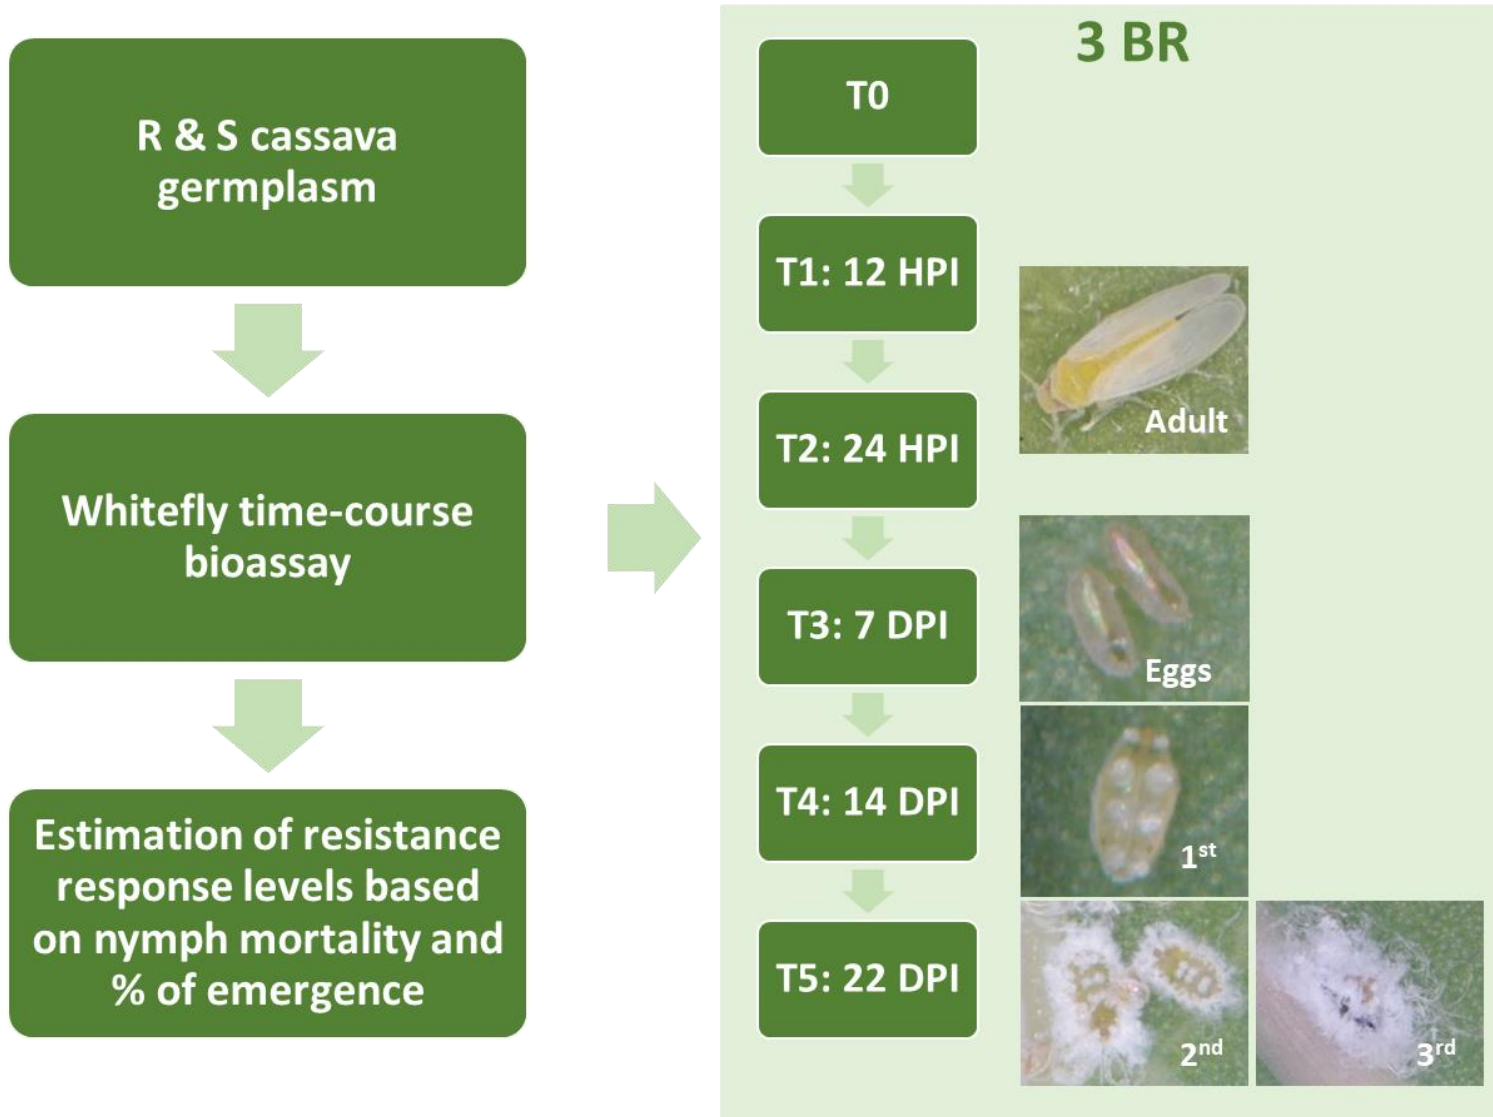 R & S cassava
germplasm
Whitefly time-course
bioassay
Estimation of resistance
response levels based
on nymph mortality and
% of emergence
3 BR
T0
T1: 12 HPI
T2: 24 HPI
T3: 7 DPI
T4: 14 DPI
T5: 22 DPI
Adult
Eggs
1st
2nd
3rd